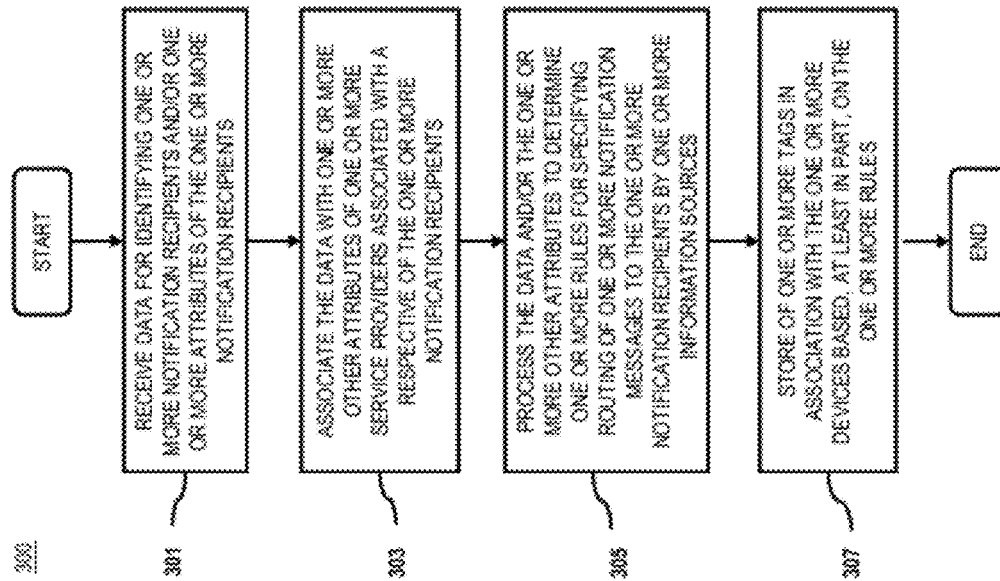 300
START
301
RECEIVE DATA FOR IDENTIFYING ONE OR
MORE NOTIFICATION RECIPIENTS AND/OR ONE
OR MORE ATTRIBUTES OF THE ONE OR MORE
NOTIFICATION RECIPIENTS
303
ASSOCIATE THE DATA WITH ONE OR MORE
OTHER ATTRIBUTES OF ONE OR MORE
SERVICE PROVIDERS ASSOCIATED WITH A
RESPECTIVE OF THE ONE OR MORE
NOTIFICATION RECIPIENTS
305
PROCESS THE DATA AND/OR THE ONE OR
MORE OTHER ATTRIBUTES TO DETERMINE
ONE OR MORE RULES FOR SPECIFYING
ROUTING OF ONE OR MORE NOTIFICATION
MESSAGES TO THE ONE OR MORE
NOTIFICATION RECIPIENTS BY ONE OR MORE
INFORMATION SOURCES
307
STORE OF ONE OR MORE TAGS IN
ASSOCIATION WITH THE ONE OR MORE
DEVICES BASED, AT LEAST IN PART, ON THE
ONE OR MORE RULES
END